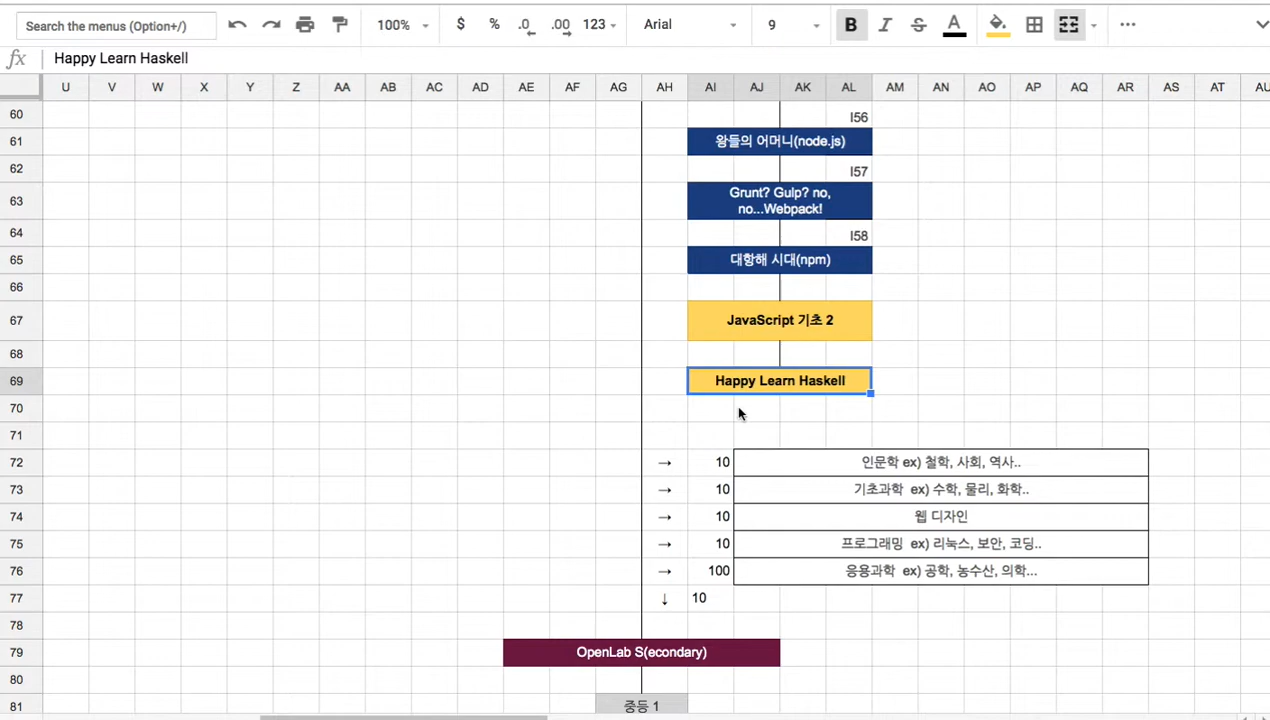 Search the menus (Option+/)
100%
$
%
.0
.00
123
Arial
9
B
I
S
A
fx
Happy Learn Haskell
U V W X Y Z AA AB AC AD AE AF AG AH AI AJ AK AL AM AN AO AP AQ AR AS AT AU
60
I56
61
왕들의 어머니(node.js)
62
I57
63
Grunt? Gulp? no,
no...Webpack!
64
I58
65
대항해 시대(npm)
66
67
JavaScript 기초 2
68
69
Happy Learn Haskell
70
71
72 → 10 인문학 ex) 철학, 사회, 역사..
73 → 10 기초과학 ex) 수학, 물리, 화학..
74 → 10 웹 디자인
75 → 10 프로그래밍 ex) 리눅스, 보안, 코딩..
76 → 100 응용과학 ex) 공학, 농수산, 의학...
77 ↓ 10
78
79
OpenLab S(econdary)
80
81
중등 1